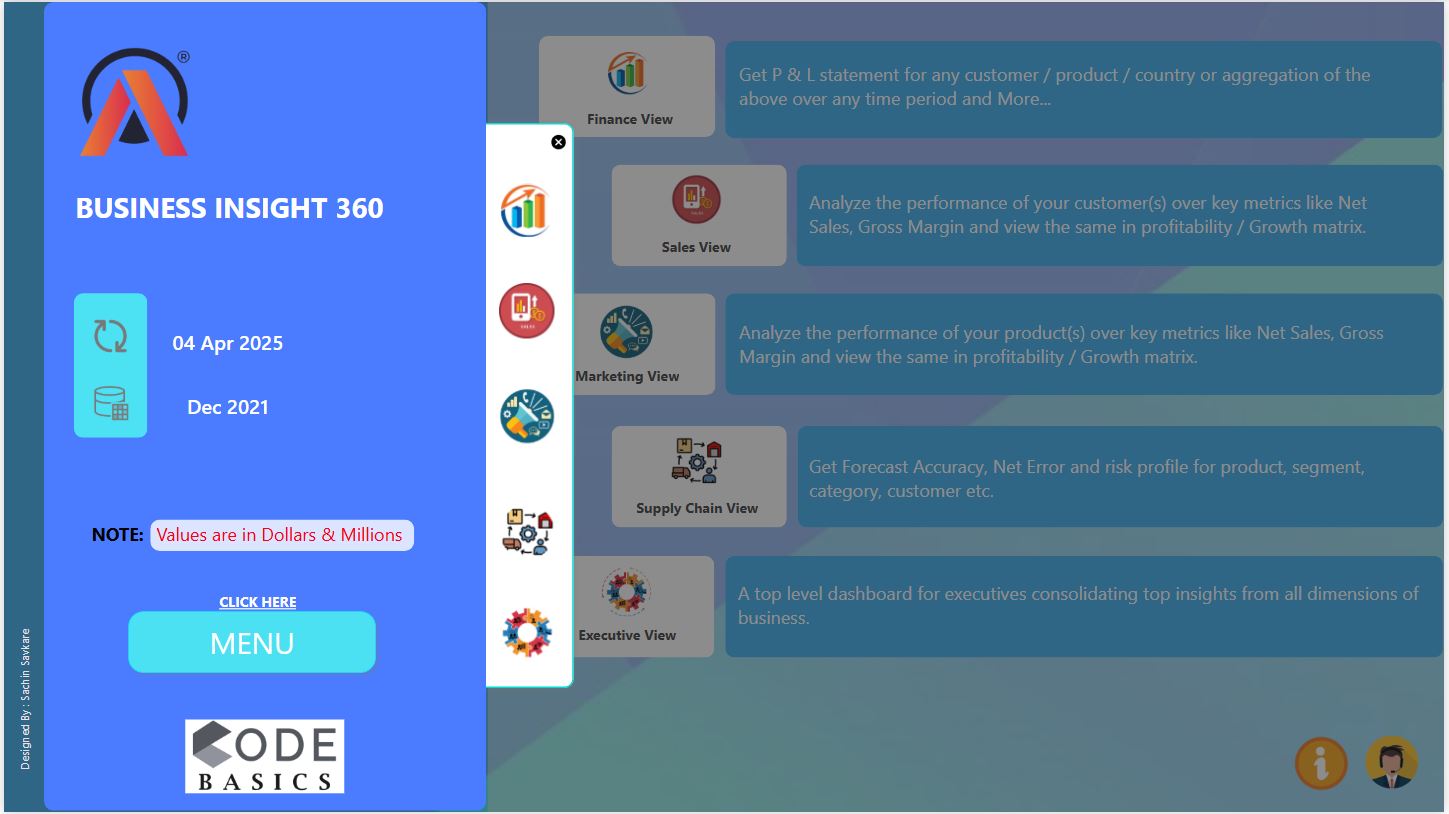 ®
BUSINESS INSIGHT 360
04 Apr 2025
Dec 2021
NOTE: Values are in Dollars & Millions
CLICK HERE
MENU
CODE
BASICS
Designed By : Sachin Savkare
SALES
Finance View
Get P & L statement for any customer / product / country or aggregation of the
above over any time period and More...
SALES
Sales View
Analyze the performance of your customer(s) over key metrics like Net
Sales, Gross Margin and view the same in profitability / Growth matrix.
Marketing View
Analyze the performance of your product(s) over key metrics like Net Sales, Gross
Margin and view the same in profitability / Growth matrix.
Supply Chain View
Get Forecast Accuracy, Net Error and risk profile for product, segment,
category, customer etc.
Executive View
A top level dashboard for executives consolidating top insights from all dimensions of
business.